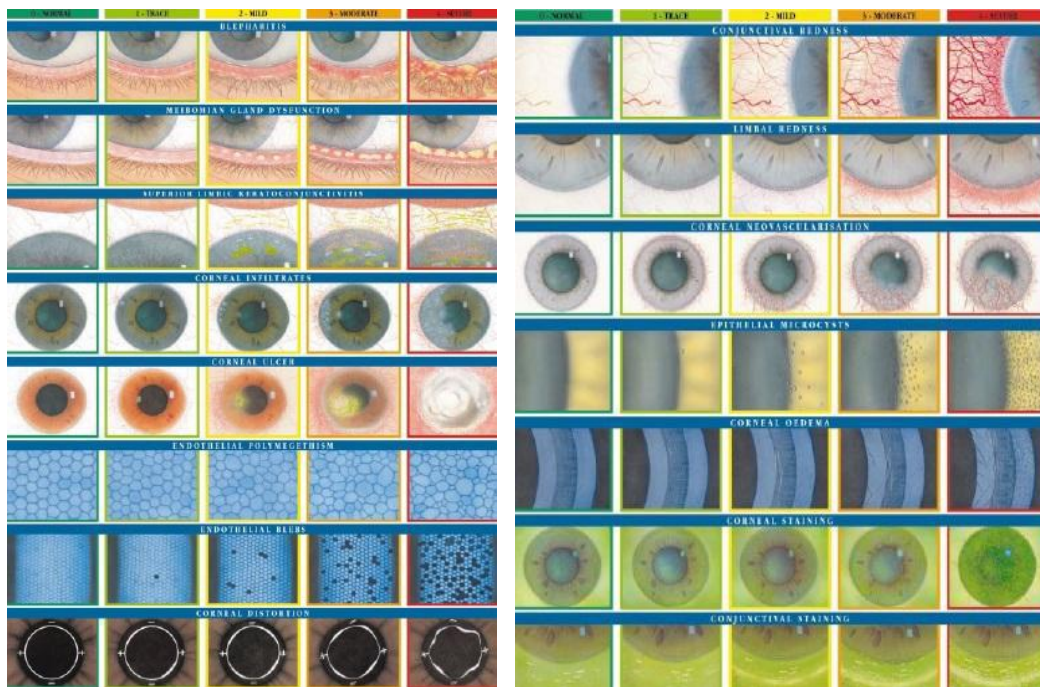 0 - NORMAL 1 - TRACE 2 - MILD 3 - MODERATE 4 - SEVERE
BLEPHARITIS
MEIBOMIAN GLAND DYSFUNCTION
SUPERIOR LIMBIC KERATOCONJUNCTIVITIS
CORNEAL INFILTRATES
CORNEAL ULCER
ENDOTHELIAL POLYMEGETHISM
ENDOTHELIAL BLEBS
CORNEAL DISTORTION
0 - NORMAL 1 - TRACE 2 - MILD 3 - MODERATE 4 - SEVERE
CONJUNCTIVAL REDNESS
LIMBAL REDNESS
CORNEAL NEOVASCULARISATION
EPITHELIAL MICROCYSTS
CORNEAL OEDEMA
CORNEAL STAINING
CONJUNCTIVAL STAINING